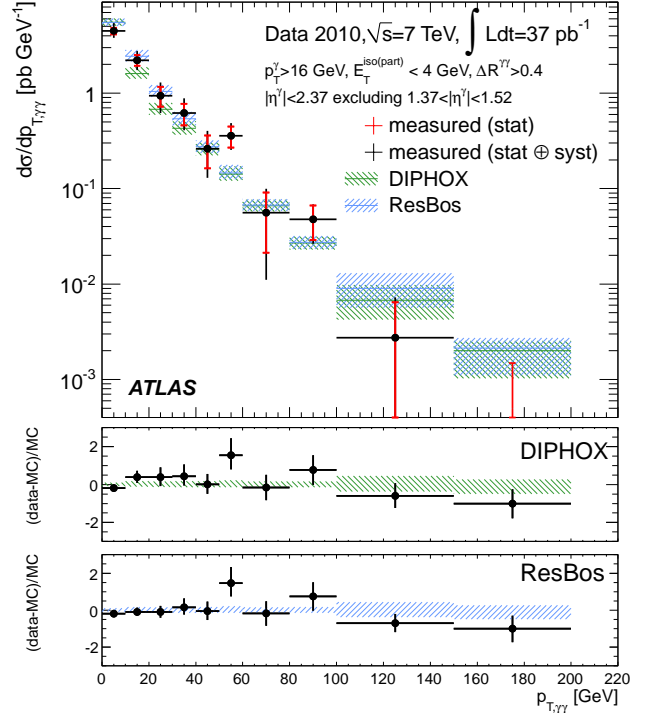 Data 2010, √s=7 TeV, ∫ Ldt=37 pb⁻¹
p_T^γ>16 GeV, E_T^iso(part) < 4 GeV, ΔR^γγ>0.4
|η^γ|<2.37 excluding 1.37<|η^γ|<1.52
measured (stat)
measured (stat ⊕ syst)
DIPHOX
ResBos
dσ/dp_T,γγ [pb GeV⁻¹]
1
10⁻¹
10⁻²
10⁻³
ATLAS
DIPHOX
(data-MC)/MC
2
0
-2
ResBos
(data-MC)/MC
2
0
-2
0 20 40 60 80 100 120 140 160 180 200 220
p_T,γγ [GeV]